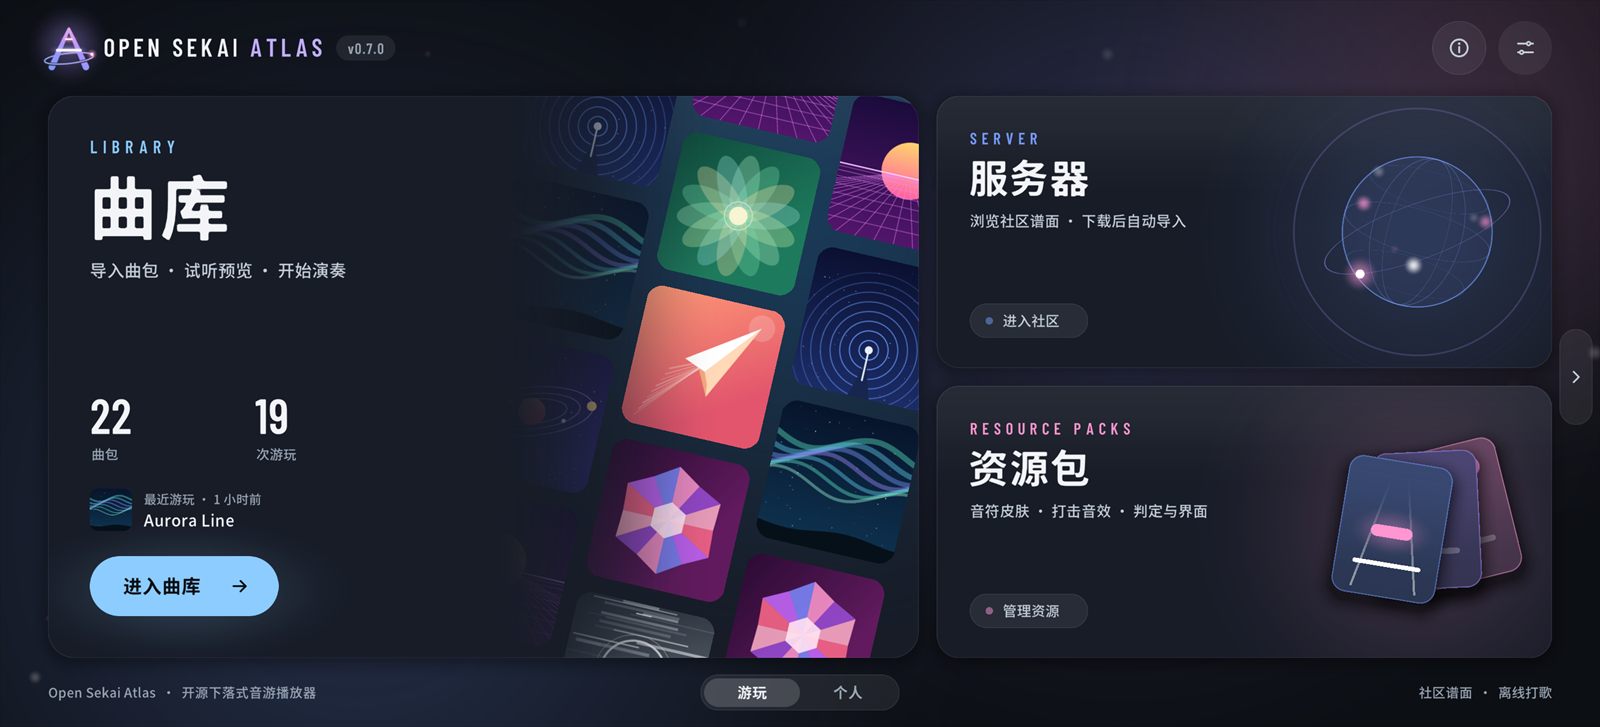 OPEN SEKAI ATLAS v0.7.0
LIBRARY
曲库
导入曲包 · 试听预览 · 开始演奏
22
曲包
19
次游玩
最近游玩 · 1 小时前
Aurora Line
进入曲库 →
SERVER
服务器
浏览社区谱面 · 下载后自动导入
进入社区
RESOURCE PACKS
资源包
音符皮肤 · 打击音效 · 判定与界面
管理资源
Open Sekai Atlas · 开源下落式音游播放器
游玩 个人
社区谱面 · 离线打歌